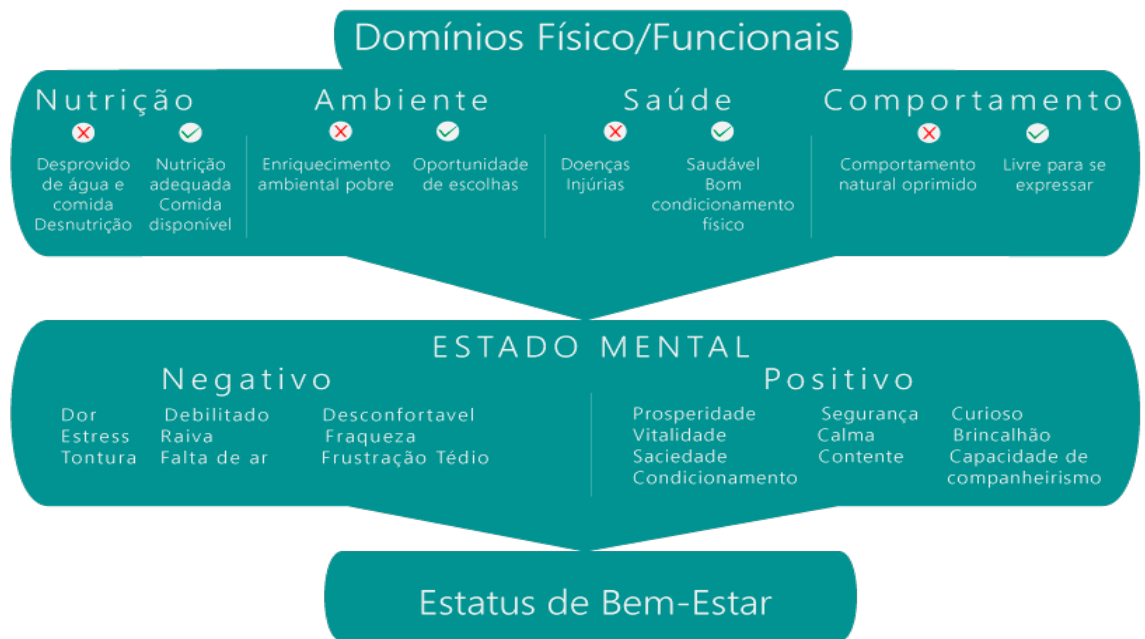 Domínios Físico/Funcionais
Nutrição
Desprovido
de água e
comida
Desnutrição
Nutrição
adequada
Comida
disponível
Ambiente
Enriquecimento
ambiental pobre
Oportunidade
de escolhas
Saúde
Doenças
Injúrias
Saudável
Bom
condicionamento
físico
Comportamento
Comportamento
natural oprimido
Livre para se
expressar
ESTADO MENTAL
Negativo
Dor
Estress
Tontura
Debilitado
Raiva
Falta de ar
Desconfortavel
Fraqueza
Frustração Tédio
Positivo
Prosperidade
Vitalidade
Saciedade
Condicionamento
Segurança
Calma
Contente
Curioso
Brincalhão
Capacidade de
companheirismo
Estatus de Bem-Estar